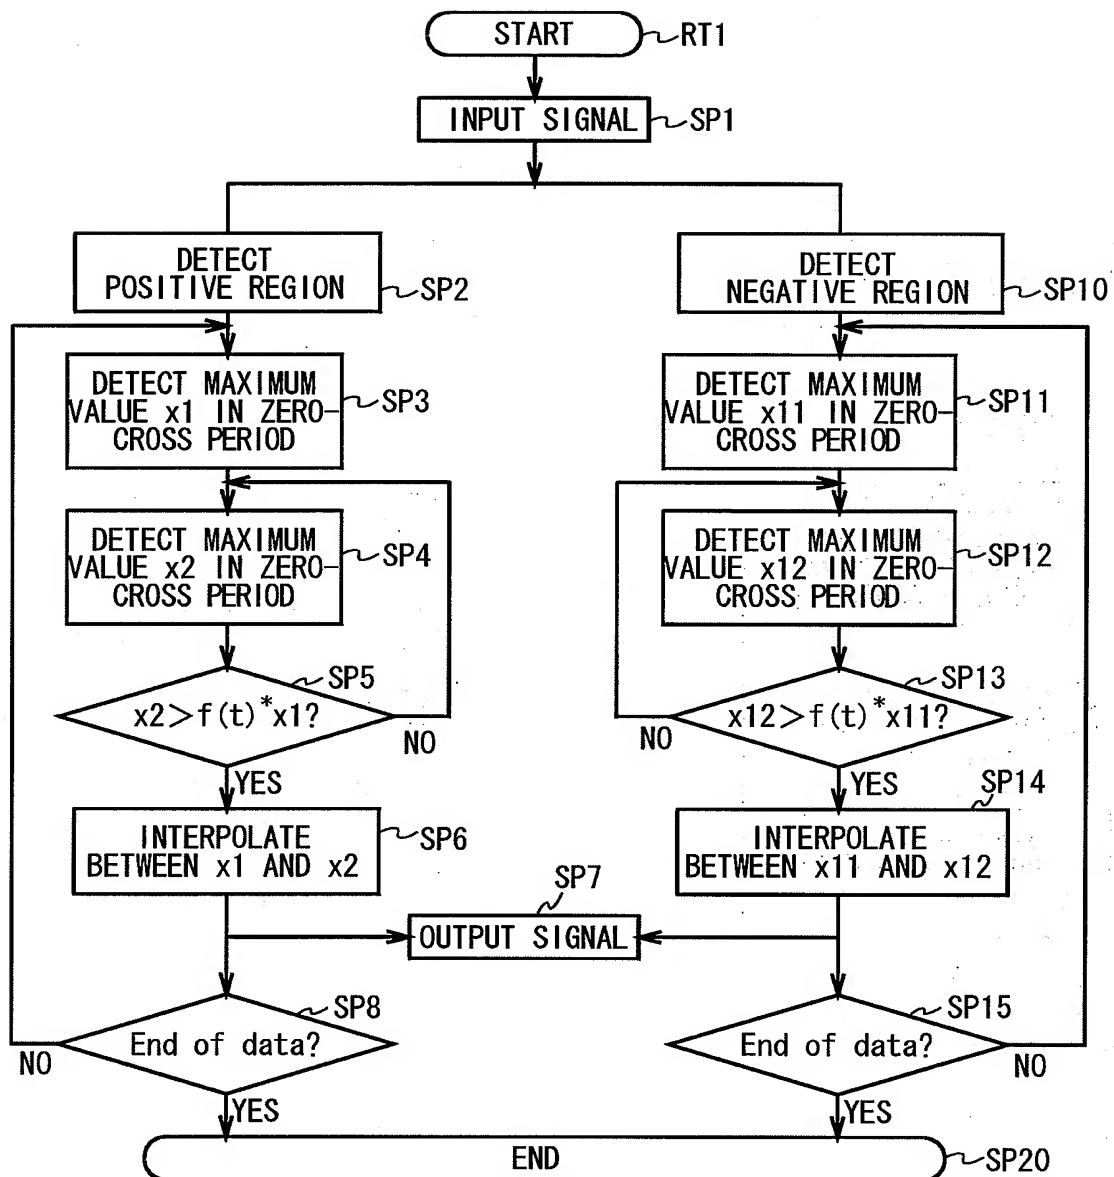 START
RT1
INPUT SIGNAL
SP1
DETECT
POSITIVE REGION
SP2
DETECT
NEGATIVE REGION
SP10
DETECT MAXIMUM
VALUE x1 IN ZERO-
CROSS PERIOD
SP3
DETECT MAXIMUM
VALUE x11 IN ZERO-
CROSS PERIOD
SP11
DETECT MAXIMUM
VALUE x2 IN ZERO-
CROSS PERIOD
SP4
DETECT MAXIMUM
VALUE x12 IN ZERO-
CROSS PERIOD
SP12
SP5
x2>f(t)*x1?
NO
YES
SP13
x12>f(t)*x11?
NO
YES
INTERPOLATE
BETWEEN x1 AND x2
SP6
SP14
INTERPOLATE
BETWEEN x11 AND x12
SP7
OUTPUT SIGNAL
SP8
End of data?
NO
YES
SP15
End of data?
NO
YES
END
SP20